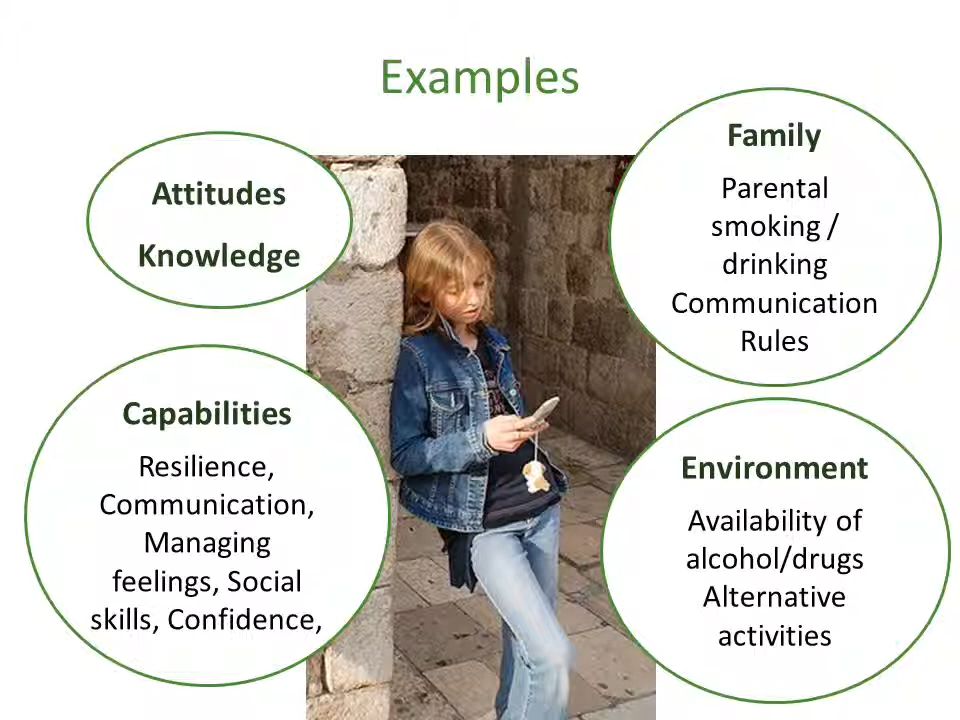 Examples
Attitudes
Knowledge
Family
Parental
smoking /
drinking
Communication
Rules
Capabilities
Resilience,
Communication,
Managing
feelings, Social
skills, Confidence,
Environment
Availability of
alcohol/drugs
Alternative
activities